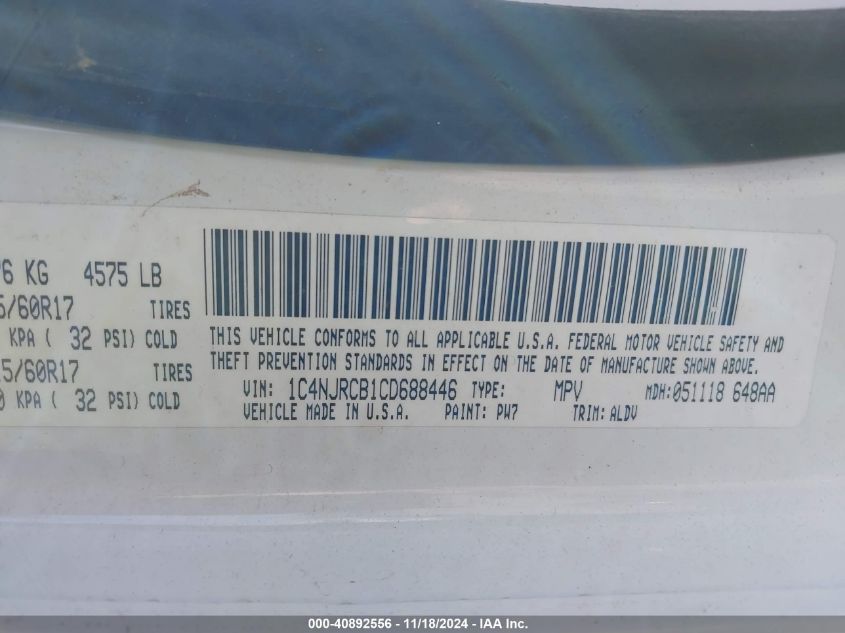 76 KG 4575 LB
5/60R17 TIRES
KPA ( 32 PSI) COLD
5/60R17 TIRES
0 KPA ( 32 PSI) COLD
THIS VEHICLE CONFORMS TO ALL APPLICABLE U.S.A. FEDERAL MOTOR VEHICLE SAFETY AND
THEFT PREVENTION STANDARDS IN EFFECT ON THE DATE OF MANUFACTURE SHOWN ABOVE.
VIN: 1C4NJRCB1CD688446 TYPE: MPV MDH:051118 648AA
VEHICLE MADE IN U.S.A. PAINT: PW7 TRIM: ALDV
000-40892556 - 11/18/2024 - IAA Inc.